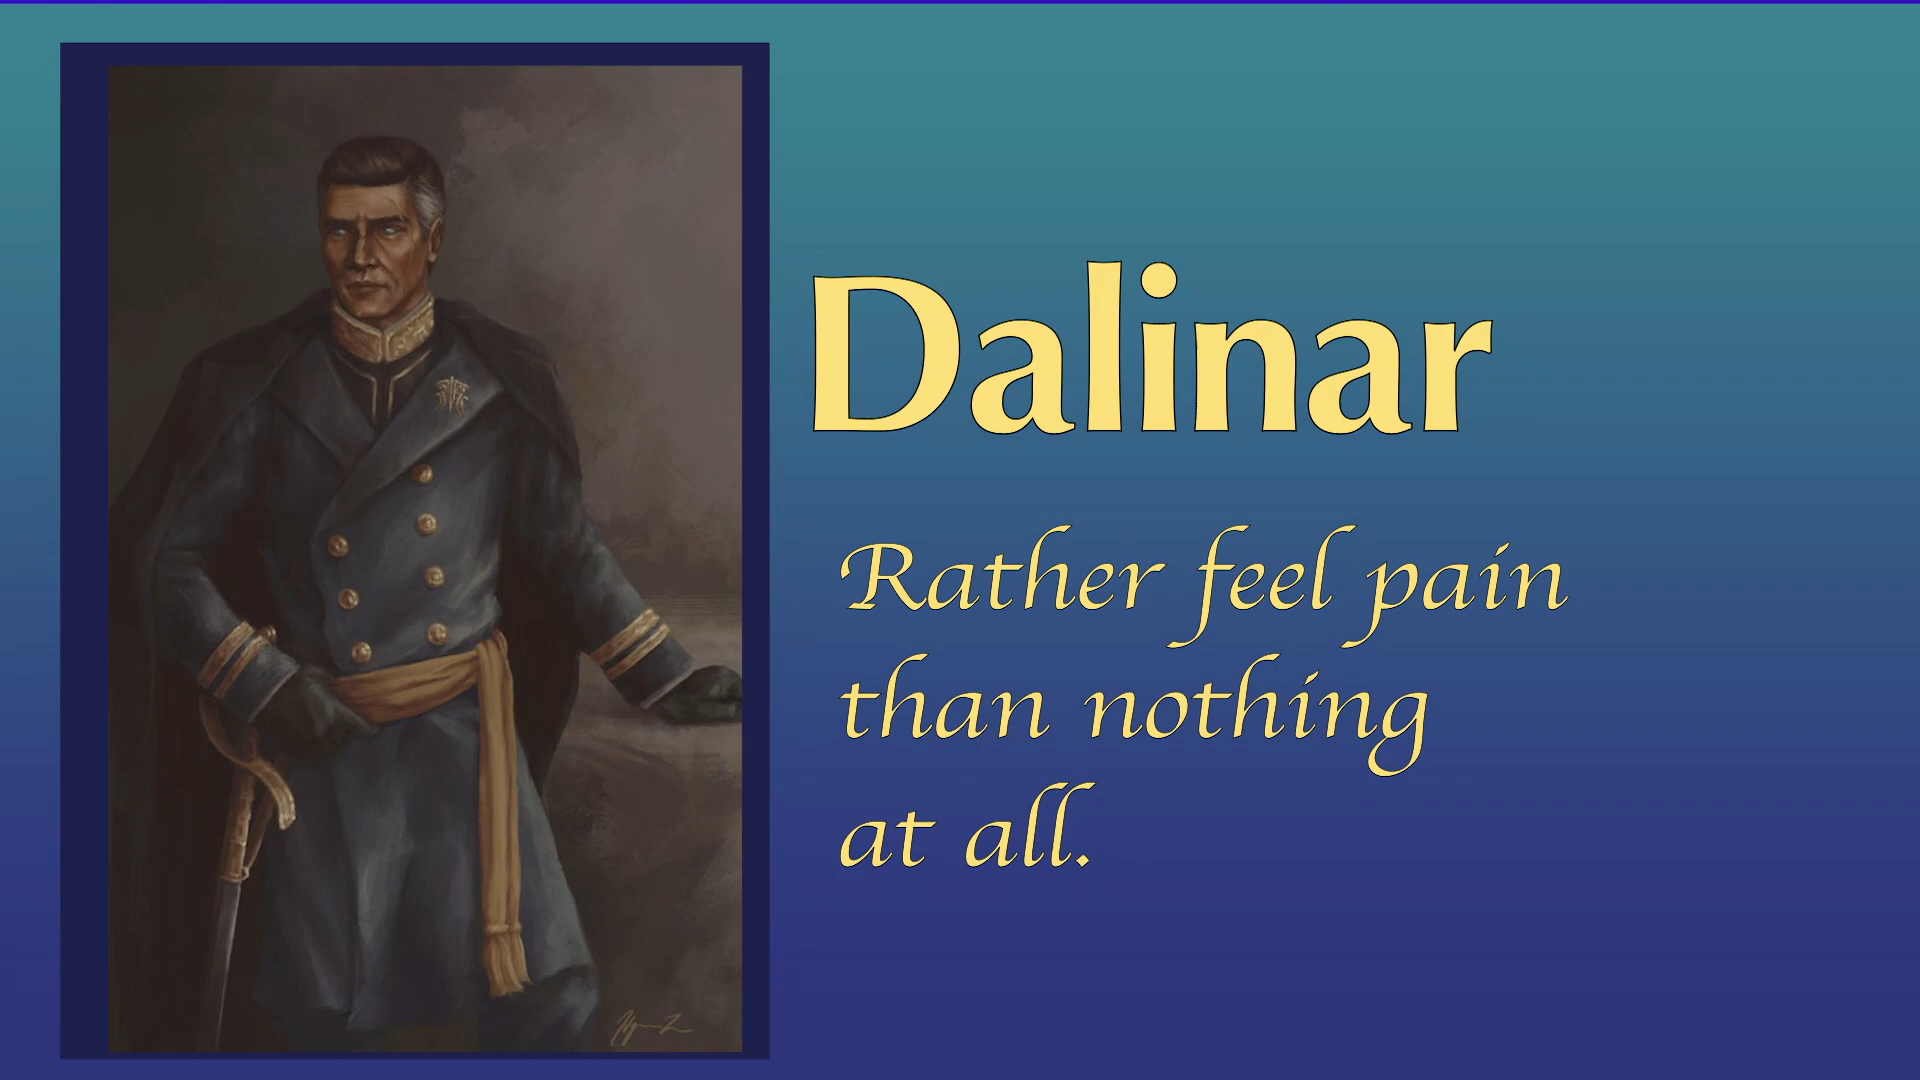 Dalinar
Rather feel pain
than nothing
at all.